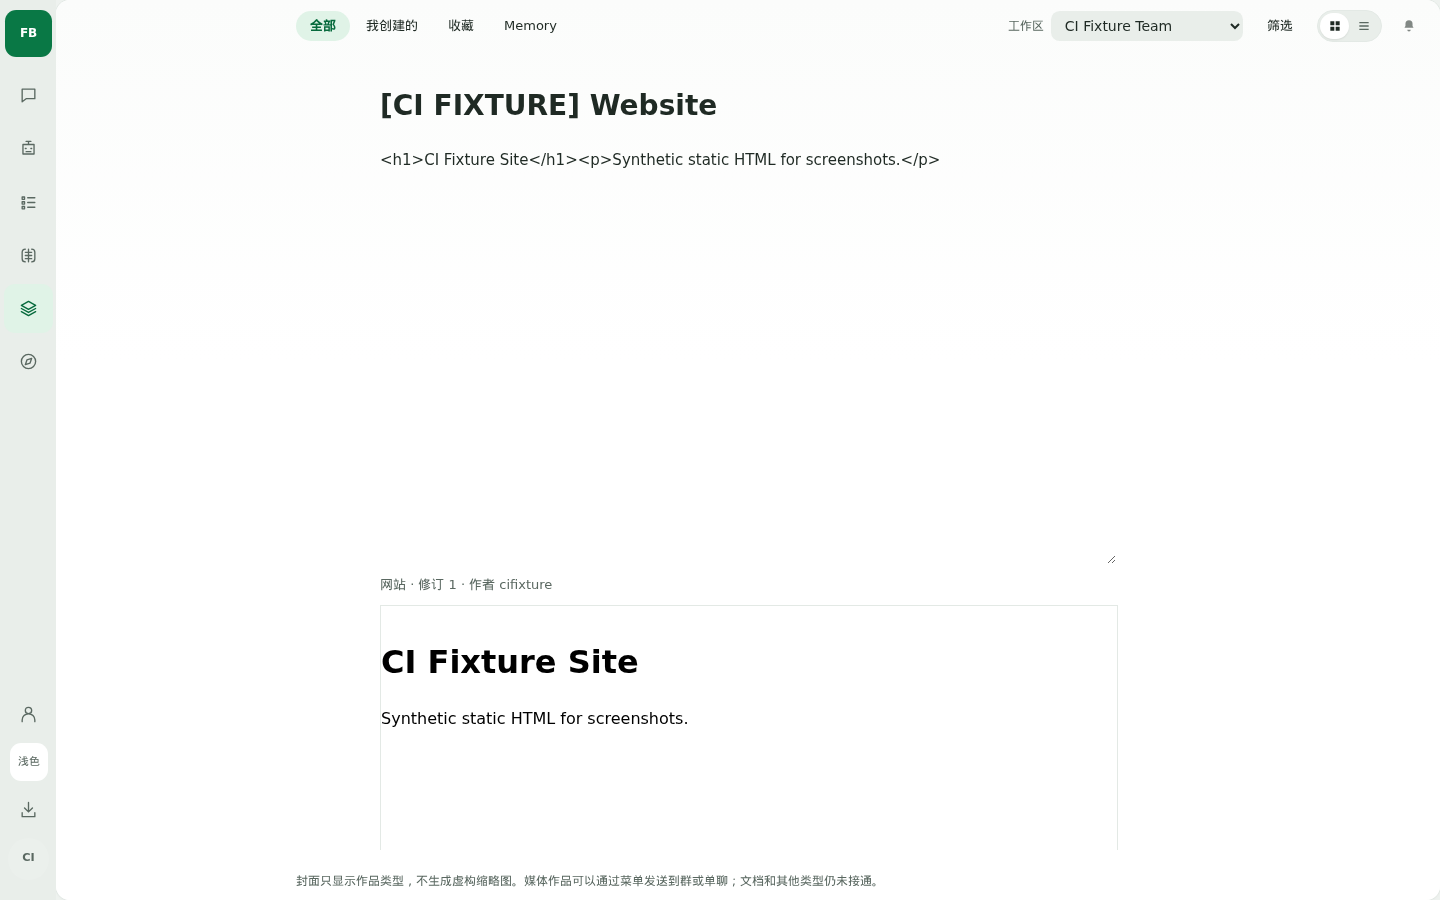 FB
全部 我创建的 收藏 Memory 工作区 CI Fixture Team 筛选
[CI FIXTURE] Website
<h1>CI Fixture Site</h1><p>Synthetic static HTML for screenshots.</p>
网站 · 修订 1 · 作者 cifixture
CI Fixture Site
Synthetic static HTML for screenshots.
浅色
CI
封面只显示作品类型，不生成虚构缩略图。媒体作品可以通过菜单发送到群或单聊；文档和其他类型仍未接通。